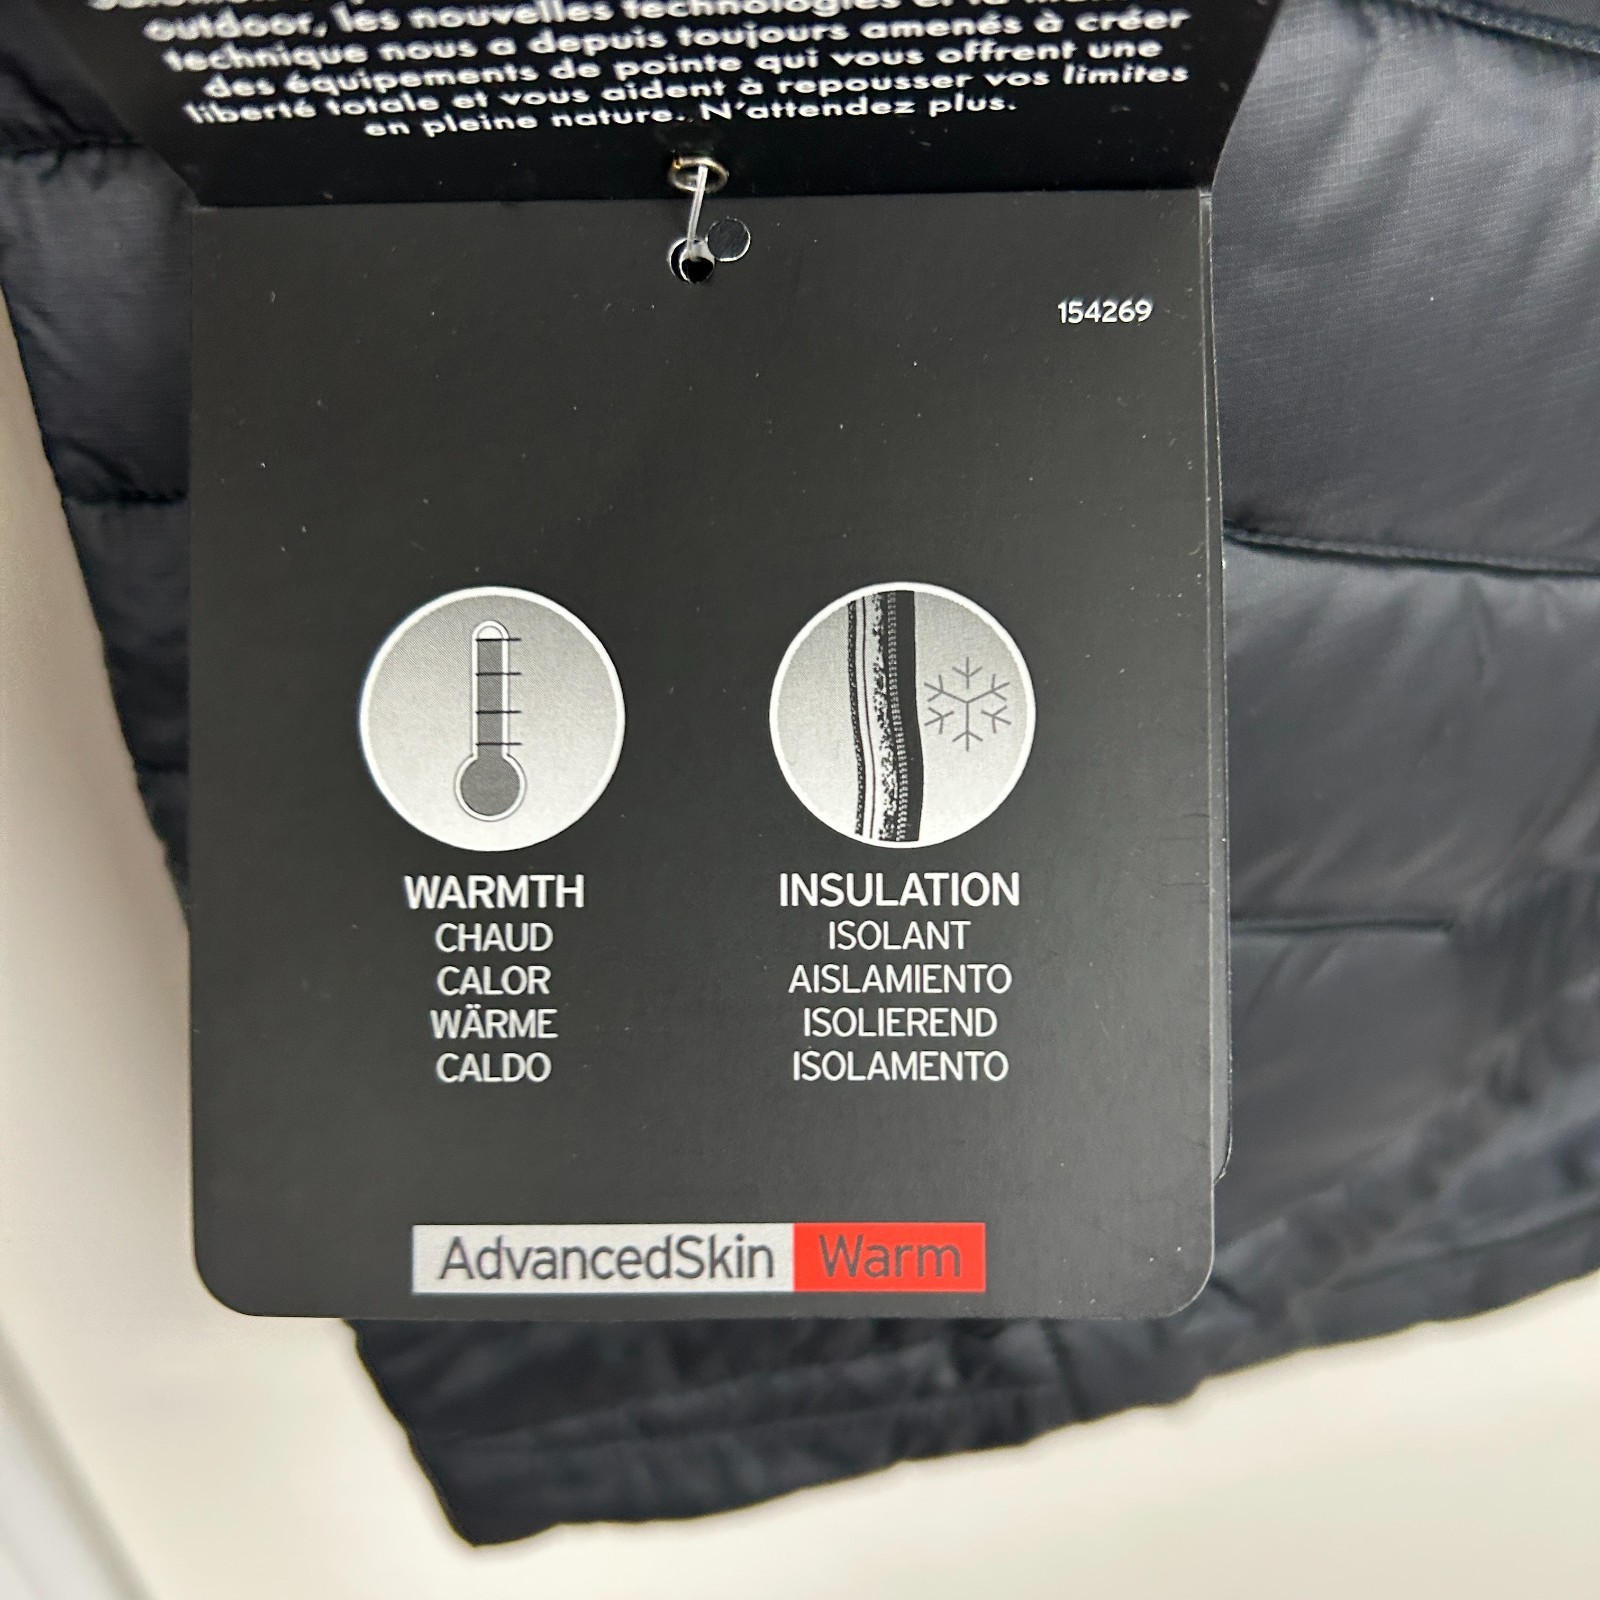 outdoor, les nouvelles technologies et la
technique nous a depuis toujours amenés à créer
des équipements de pointe qui vous offrent une
liberté totale et vous aident à repousser vos limites
en pleine nature. N'attendez plus.
154269
WARMTH
CHAUD
CALOR
WÄRME
CALDO
INSULATION
ISOLANT
AISLAMIENTO
ISOLIEREND
ISOLAMENTO
AdvancedSkin Warm